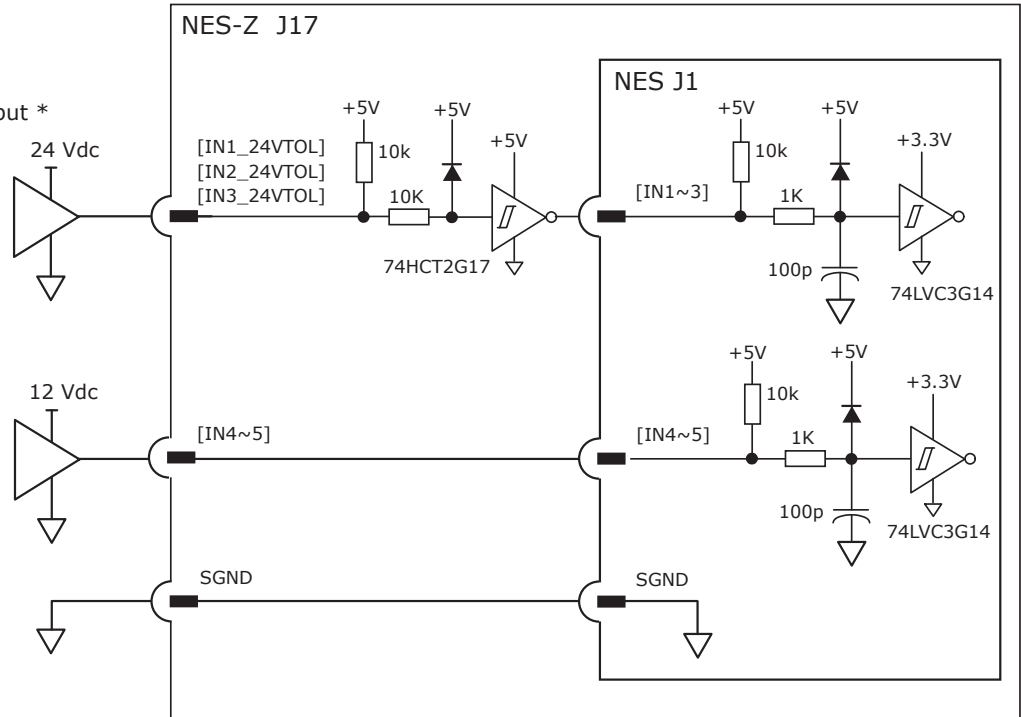 NES-Z J17
NES J1
put *
24 Vdc
[IN1_24VTOL]
[IN2_24VTOL]
[IN3_24VTOL]
+5V
10k
10K
+5V
+5V
74HCT2G17
[IN1~3]
+5V
10k
1K
+5V
100p
+3.3V
74LVC3G14
12 Vdc
[IN4~5]
[IN4~5]
+5V
10k
1K
+5V
100p
+3.3V
74LVC3G14
SGND
SGND